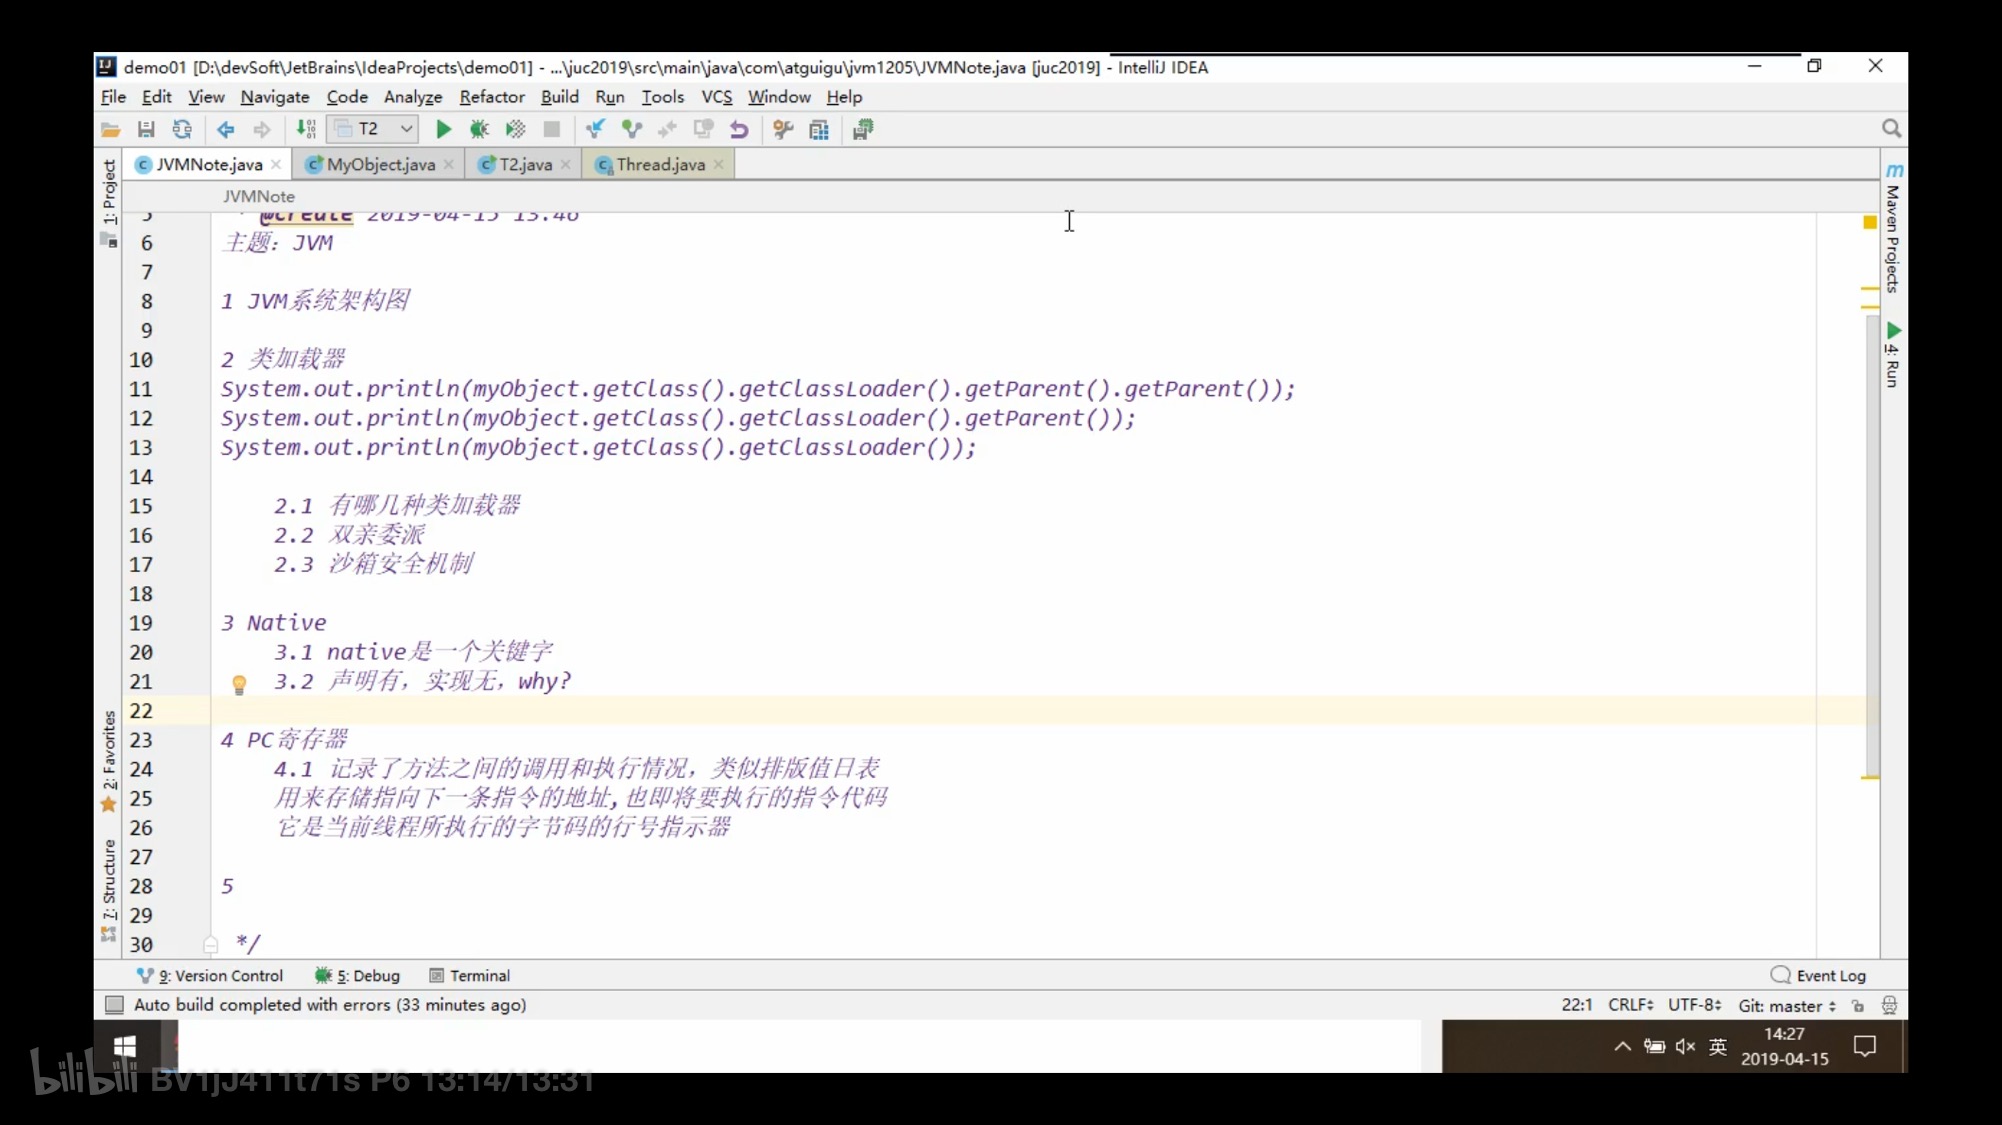 demo01 [D:\devSoft\JetBrains\IdeaProjects\demo01] - ...\juc2019\src\main\java\com\atguigu\jvm1205\JVMNote.java [juc2019] - IntelliJ IDEA
File Edit View Navigate Code Analyze Refactor Build Run Tools VCS Window Help
T2
JVMNote.java MyObject.java T2.java Thread.java
JVMNote
1: Project
Maven Projects
4: Run
2: Favorites
7: Structure
5 * @create 2019-04-15 13:46
6 主题：JVM
7
8 1 JVM系统架构图
9
10 2 类加载器
11 System.out.println(myObject.getClass().getClassLoader().getParent().getParent());
12 System.out.println(myObject.getClass().getClassLoader().getParent());
13 System.out.println(myObject.getClass().getClassLoader());
14
15 2.1 有哪几种类加载器
16 2.2 双亲委派
17 2.3 沙箱安全机制
18
19 3 Native
20 3.1 native是一个关键字
21 3.2 声明有，实现无，why?
22
23 4 PC寄存器
24 4.1 记录了方法之间的调用和执行情况，类似排版值日表
25 用来存储指向下一条指令的地址,也即将要执行的指令代码
26 它是当前线程所执行的字节码的行号指示器
27
28 5
29
30 */
9: Version Control 5: Debug Terminal Event Log
Auto build completed with errors (33 minutes ago) 22:1 CRLF UTF-8 Git: master
英 14:27
2019-04-15
bilibili BV1jJ411t71s P6 13:14/13:31